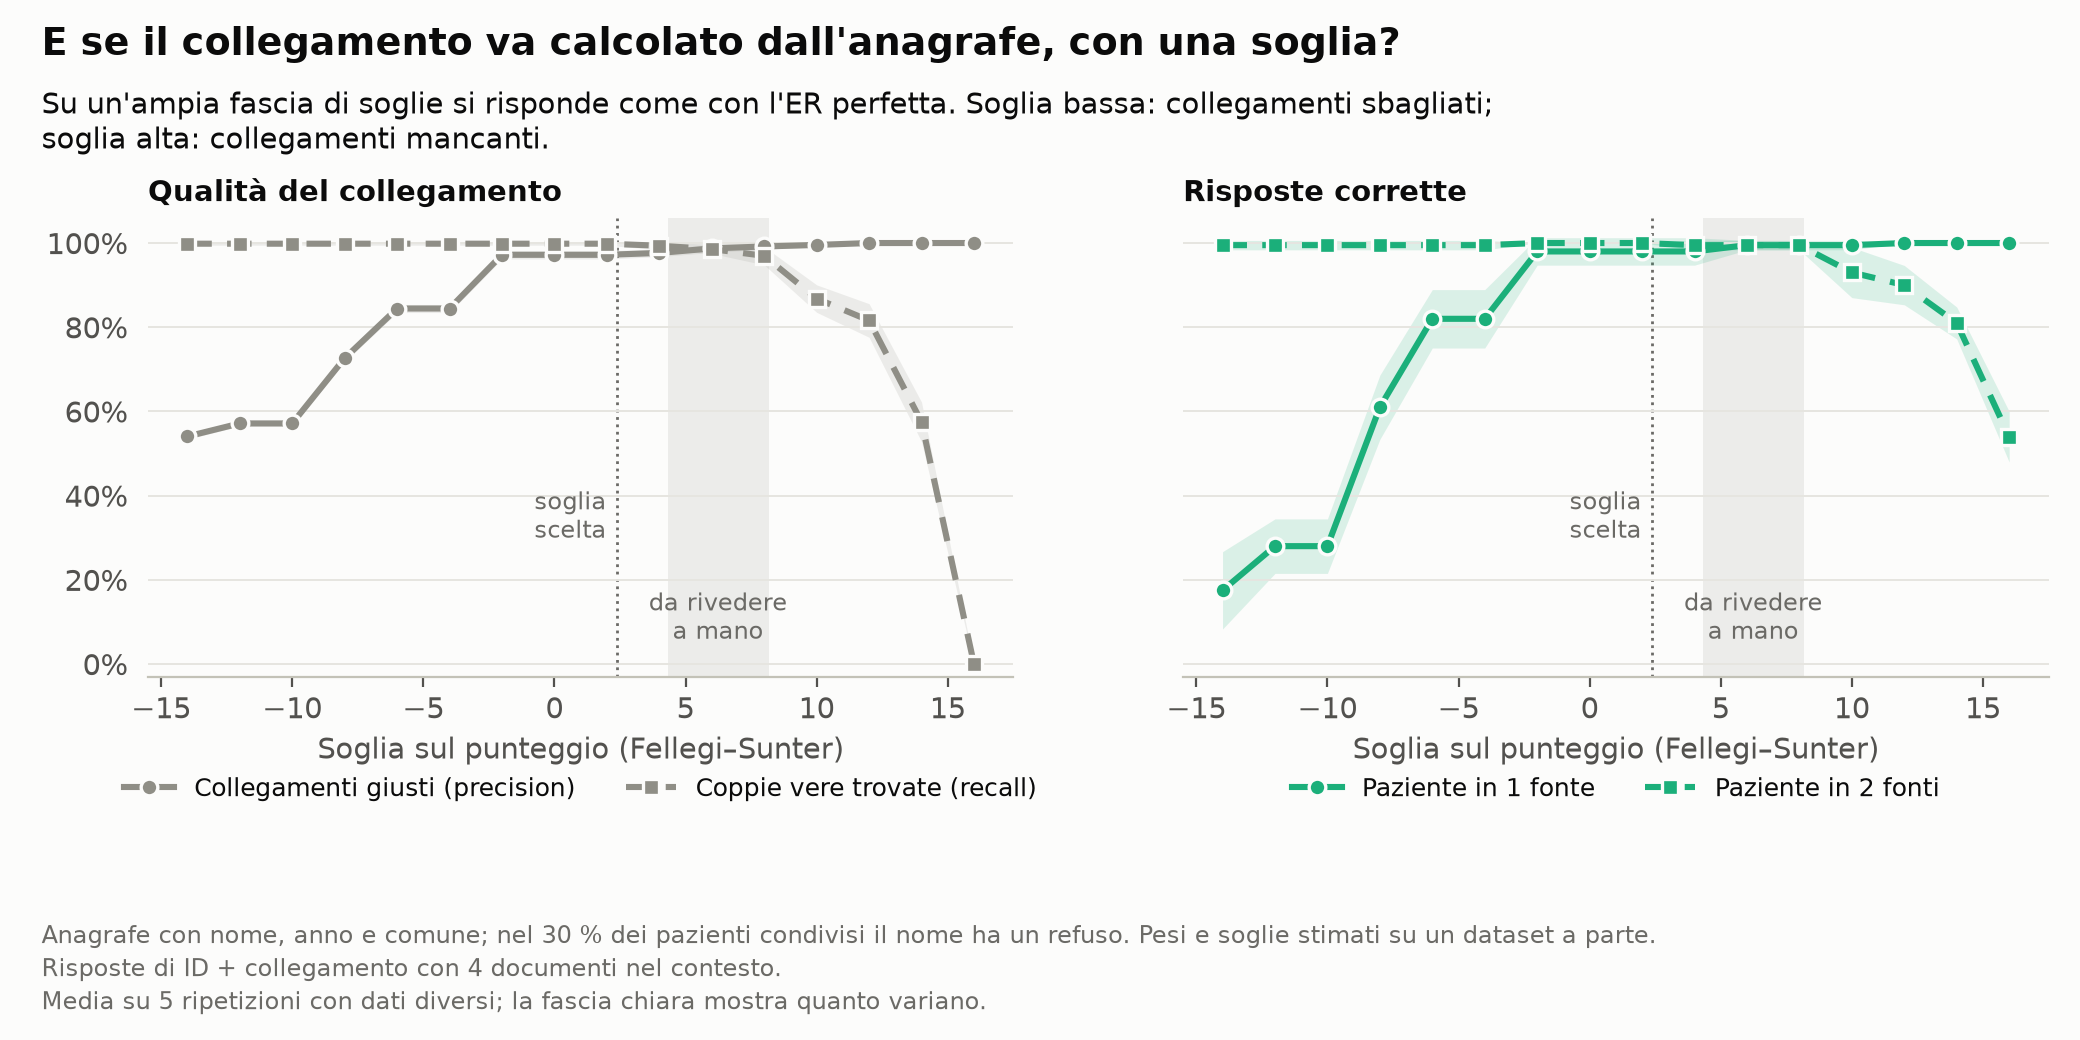 E se il collegamento va calcolato dall'anagrafe, con una soglia?
Su un'ampia fascia di soglie si risponde come con l'ER perfetta. Soglia bassa: collegamenti sbagliati;
soglia alta: collegamenti mancanti.
Qualità del collegamento
100%
80%
60%
40%
20%
0%
soglia
scelta
da rivedere
a mano
−15 −10 −5 0 5 10 15
Soglia sul punteggio (Fellegi–Sunter)
Collegamenti giusti (precision) Coppie vere trovate (recall)
Risposte corrette
soglia
scelta
da rivedere
a mano
−15 −10 −5 0 5 10 15
Soglia sul punteggio (Fellegi–Sunter)
Paziente in 1 fonte Paziente in 2 fonti
Anagrafe con nome, anno e comune; nel 30 % dei pazienti condivisi il nome ha un refuso. Pesi e soglie stimati su un dataset a parte.
Risposte di ID + collegamento con 4 documenti nel contesto.
Media su 5 ripetizioni con dati diversi; la fascia chiara mostra quanto variano.